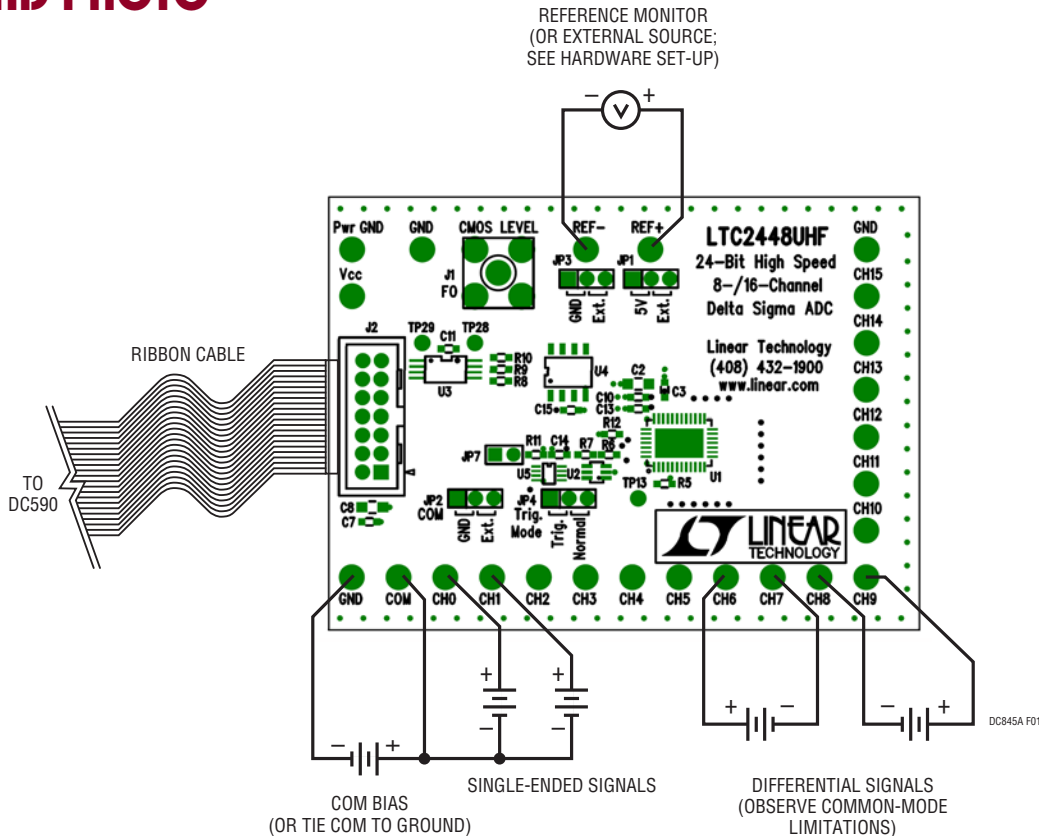 REFERENCE MONITOR
(OR EXTERNAL SOURCE;
SEE HARDWARE SET-UP)
– +
V
Pwr GND
GND
CMOS LEVEL
REF-
REF+
LTC2448UHF
24-Bit High Speed
8-/16-Channel
Delta Sigma ADC
GND
Vcc
J1
FO
JP3
GND
Ext.
JP1
5V
Ext.
CH15
CH14
CH13
CH12
CH11
CH10
Linear Technology
(408) 432-1900
www.linear.com
RIBBON CABLE
TO
DC590
J2
TP29
C11
TP28
U3
R10
R9
R8
U4
C15
C2
C10
C13
C3
R12
R11
C14
R7
R6
U1
JP7
U5
U2
TP13
R5
C8
C7
JP2
COM
GND
Ext.
JP4
Trig.
Mode
Trig.
Normal
LT LINEAR
TECHNOLOGY
GND
COM
CH0
CH1
CH2
CH3
CH4
CH5
CH6
CH7
CH8
CH9
+
–
+
–
– +
+ –
– +
DC845A F01
SINGLE-ENDED SIGNALS
COM BIAS
(OR TIE COM TO GROUND)
DIFFERENTIAL SIGNALS
(OBSERVE COMMON-MODE
LIMITATIONS)